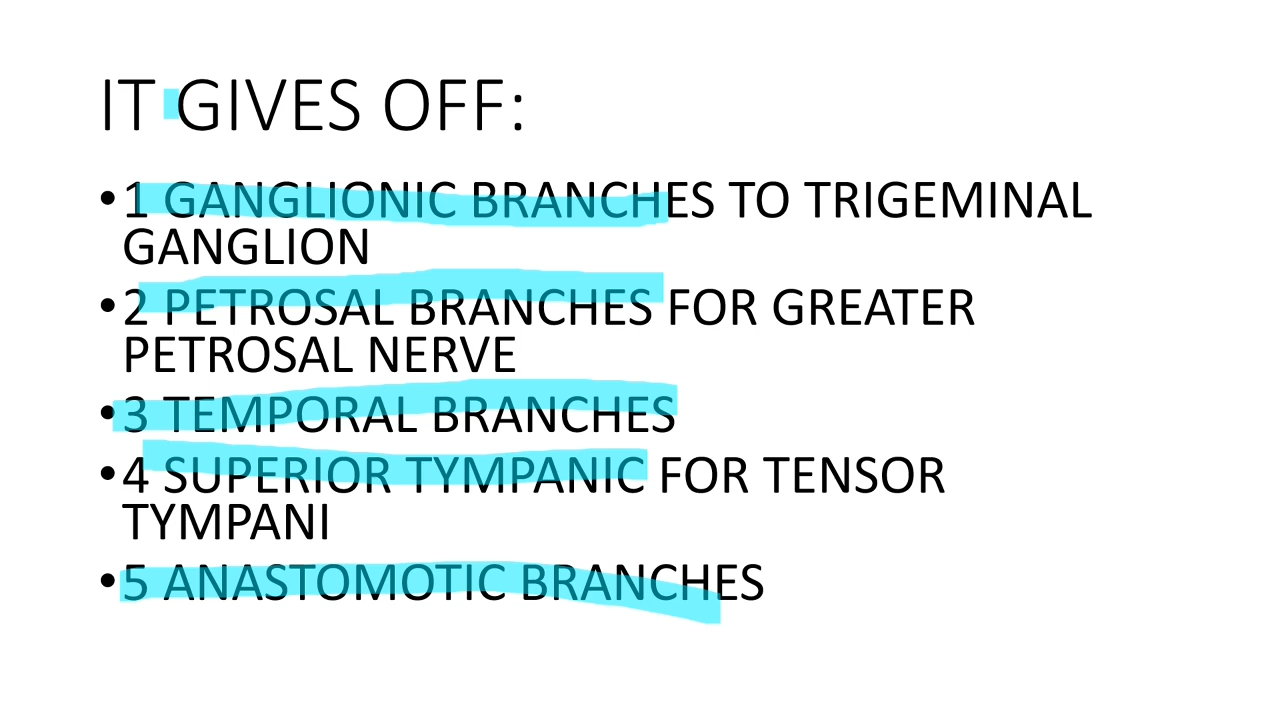 IT GIVES OFF:
•1 GANGLIONIC BRANCHES TO TRIGEMINAL
GANGLION
•2 PETROSAL BRANCHES FOR GREATER
PETROSAL NERVE
•3 TEMPORAL BRANCHES
•4 SUPERIOR TYMPANIC FOR TENSOR
TYMPANI
•5 ANASTOMOTIC BRANCHES